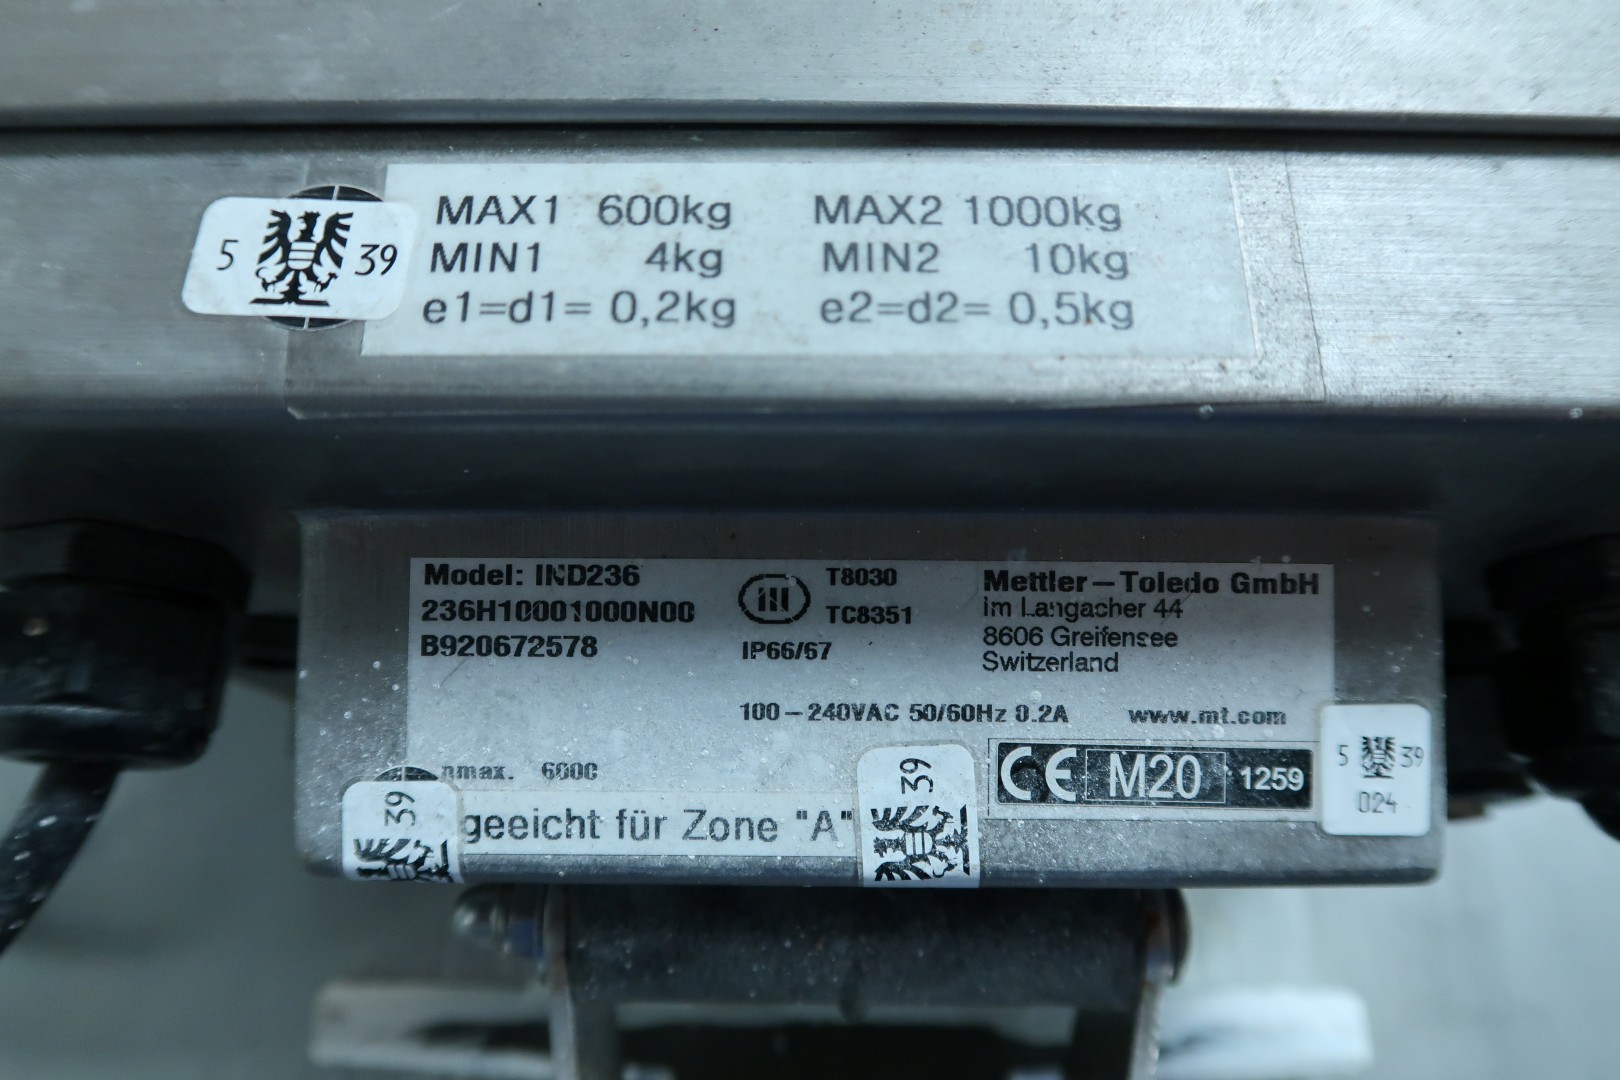 MAX1 600kg MAX2 1000kg
MIN1 4kg MIN2 10kg
e1=d1= 0,2kg e2=d2= 0,5kg
5 39
Model: IND236
236H10001000N00
B920672578
III
T8030
TC8351
IP66/67
Mettler-Toledo GmbH
Im Langacher 44
8606 Greifensee
Switzerland
100-240VAC 50/60Hz 0.2A
www.mt.com
nmax. 6000
geeicht für Zone "A"
39
39
CE M20 1259
5 39
024